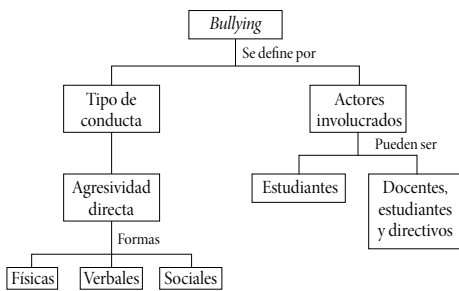 Bullying
Se define por
Tipo de
conducta
Actores
involucrados
Pueden ser
Agresividad
directa
Estudiantes
Docentes,
estudiantes
y directivos
Formas
Físicas
Verbales
Sociales